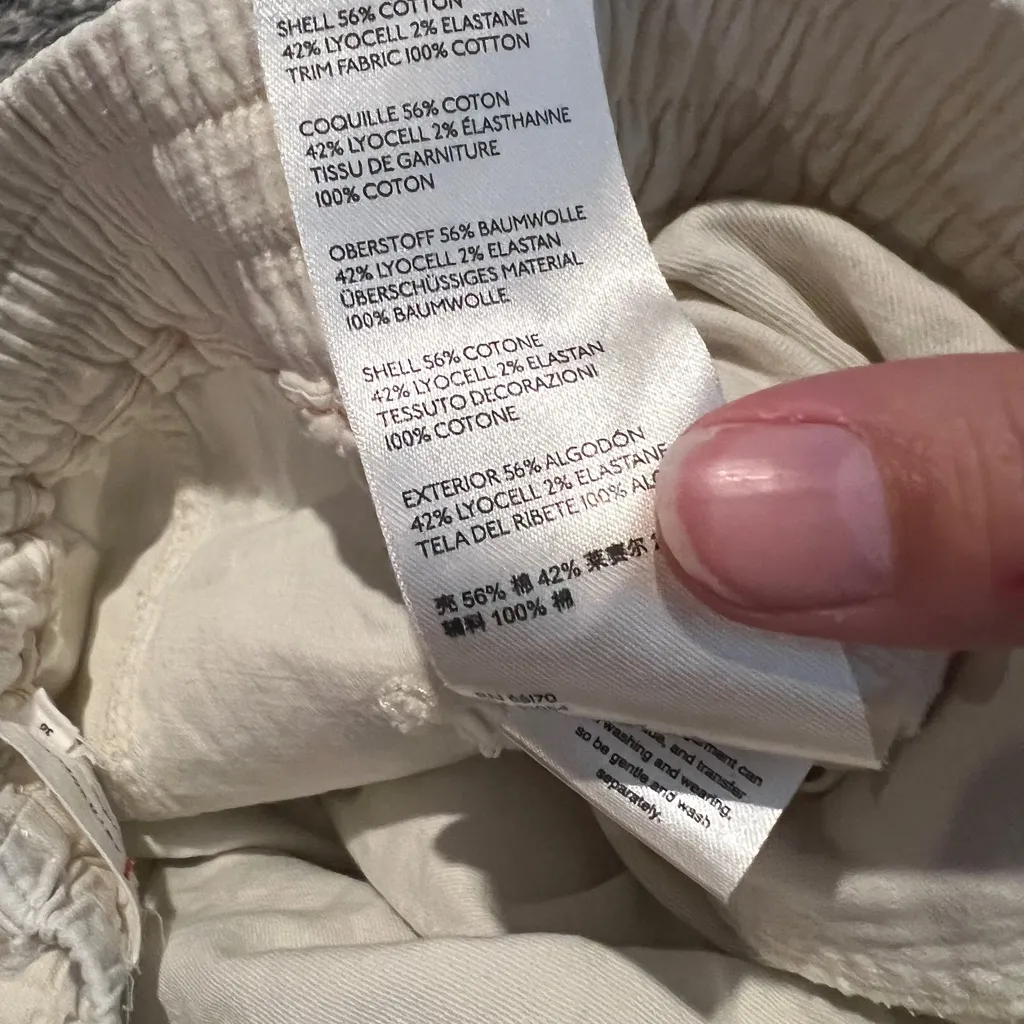 SHELL 56% COTTON
42% LYOCELL 2% ELASTANE
TRIM FABRIC 100% COTTON
COQUILLE 56% COTON
42% LYOCELL 2% ÉLASTHANNE
TISSU DE GARNITURE
100% COTON
OBERSTOFF 56% BAUMWOLLE
42% LYOCELL 2% ELASTAN
ÜBERSCHÜSSIGES MATERIAL
100% BAUMWOLLE
SHELL 56% COTONE
42% LYOCELL 2% ELASTAN
TESSUTO DECORAZIONI
100% COTONE
EXTERIOR 56% ALGODÓN
42% LYOCELL 2% ELASTANE
TELA DEL RIBETE 100%
壳 56% 棉 42% 莱赛尔
辅料 100% 棉
and transfer
washing and wearing,
so be gentle and wash
separately.